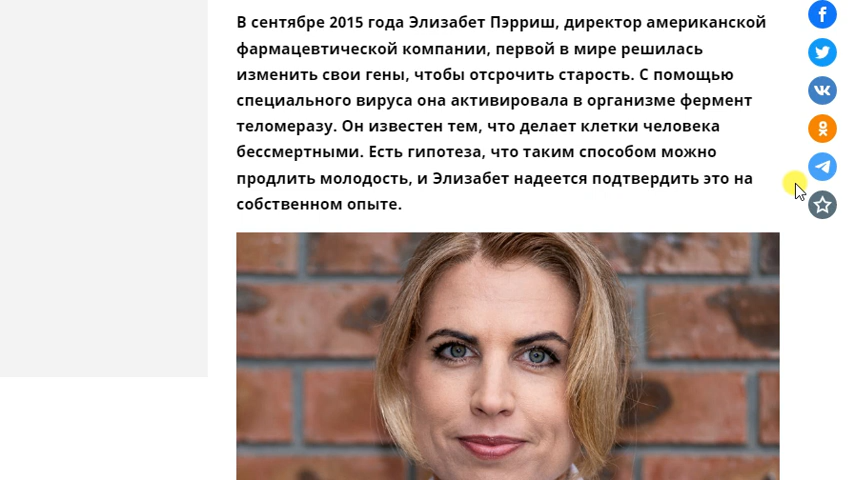 В сентябре 2015 года Элизабет Пэрриш, директор американской
фармацевтической компании, первой в мире решилась
изменить свои гены, чтобы отсрочить старость. С помощью
специального вируса она активировала в организме фермент
теломеразу. Он известен тем, что делает клетки человека
бессмертными. Есть гипотеза, что таким способом можно
продлить молодость, и Элизабет надеется подтвердить это на
собственном опыте.